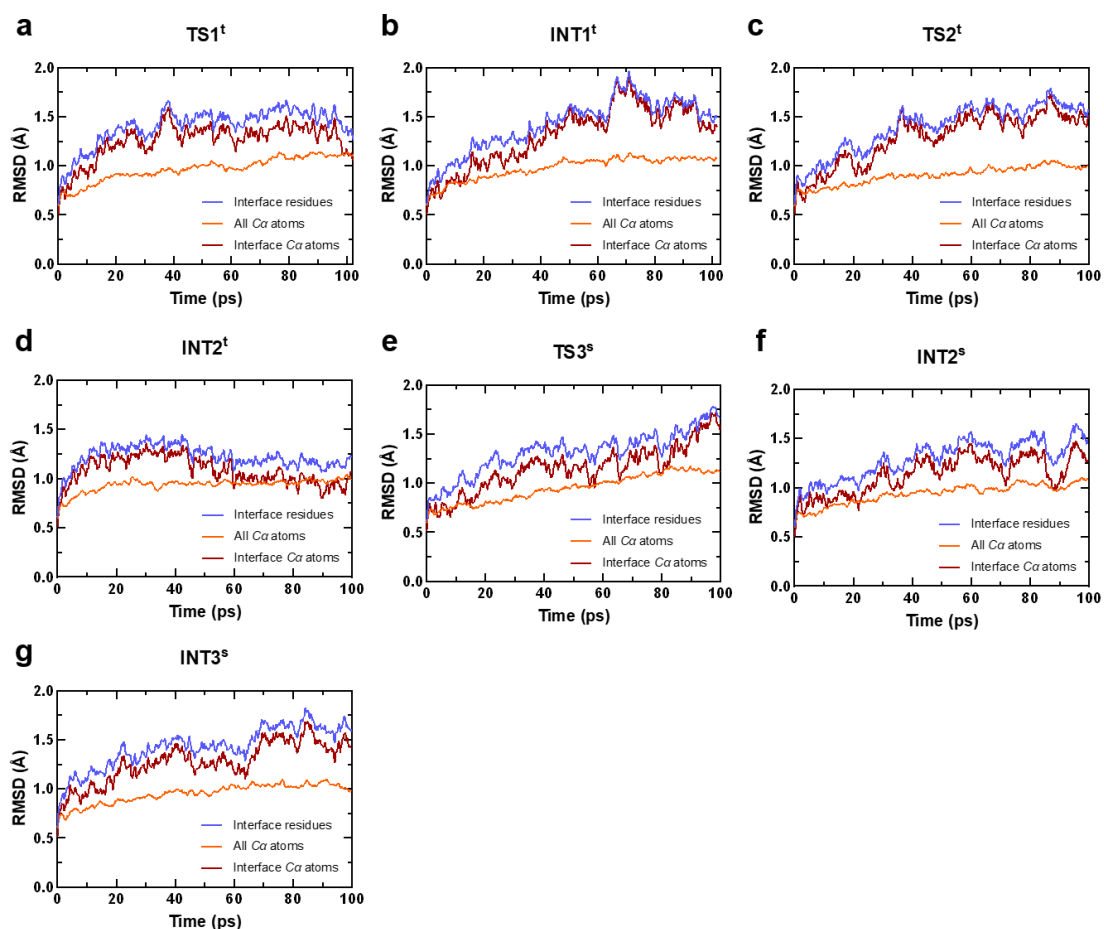 a
TS1ᵗ
RMSD (Å)
2.0
1.5
1.0
0.5
0.0
Interface residues
All Cα atoms
Interface Cα atoms
0 20 40 60 80 100
Time (ps)
b
INT1ᵗ
RMSD (Å)
2.0
1.5
1.0
0.5
0.0
Interface residues
All Cα atoms
Interface Cα atoms
0 20 40 60 80 100
Time (ps)
c
TS2ᵗ
RMSD (Å)
2.0
1.5
1.0
0.5
0.0
Interface residues
All Cα atoms
Interface Cα atoms
0 20 40 60 80 100
Time (ps)
d
INT2ᵗ
RMSD (Å)
2.0
1.5
1.0
0.5
0.0
Interface residues
All Cα atoms
Interface Cα atoms
0 20 40 60 80 100
Time (ps)
e
TS3ˢ
RMSD (Å)
2.0
1.5
1.0
0.5
0.0
Interface residues
All Cα atoms
Interface Cα atoms
0 20 40 60 80 100
Time (ps)
f
INT2ˢ
RMSD (Å)
2.0
1.5
1.0
0.5
0.0
Interface residues
All Cα atoms
Interface Cα atoms
0 20 40 60 80 100
Time (ps)
g
INT3ˢ
RMSD (Å)
2.0
1.5
1.0
0.5
0.0
Interface residues
All Cα atoms
Interface Cα atoms
0 20 40 60 80 100
Time (ps)